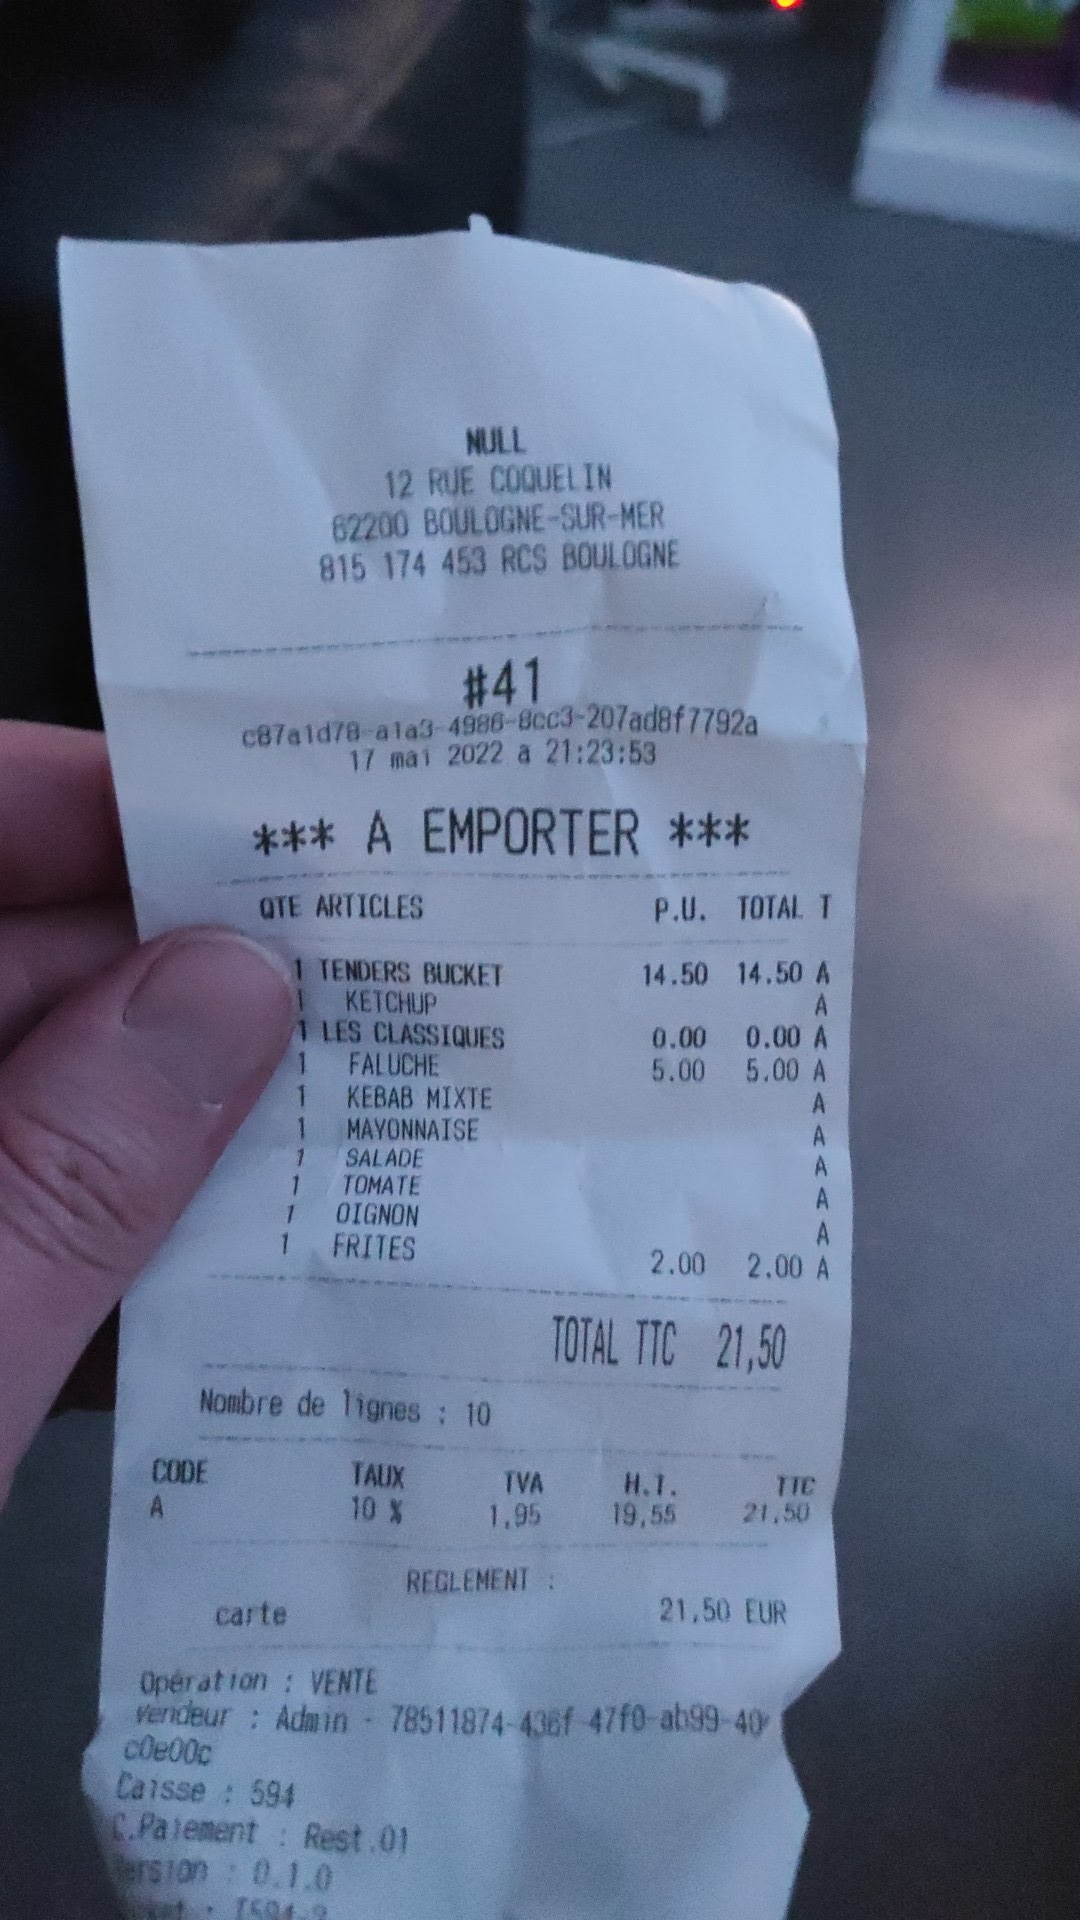 NULL
12 RUE COQUELIN
62200 BOULOGNE-SUR-MER
815 174 453 RCS BOULOGNE
#41
c87a1d78-a1a3-4986-8cc3-207ad8f7792a
17 mai 2022 a 21:23:53
*** A EMPORTER ***
QTE ARTICLES P.U. TOTAL T
1 TENDERS BUCKET 14.50 14.50 A
1 KETCHUP A
1 LES CLASSIQUES 0.00 0.00 A
1 FALUCHE 5.00 5.00 A
1 KEBAB MIXTE A
1 MAYONNAISE A
1 SALADE A
1 TOMATE A
1 OIGNON A
1 FRITES 2.00 2.00 A
TOTAL TTC 21,50
Nombre de lignes : 10
CODE TAUX TVA H.T. TTC
A 10 % 1,95 19,55 21,50
REGLEMENT :
carte 21,50 EUR
Opération : VENTE
Vendeur : Admin - 78511874-436f-47f0-ab99-40
c0e00c
Caisse : 594
C.Paiement : Rest.01
Version : 0.1.0